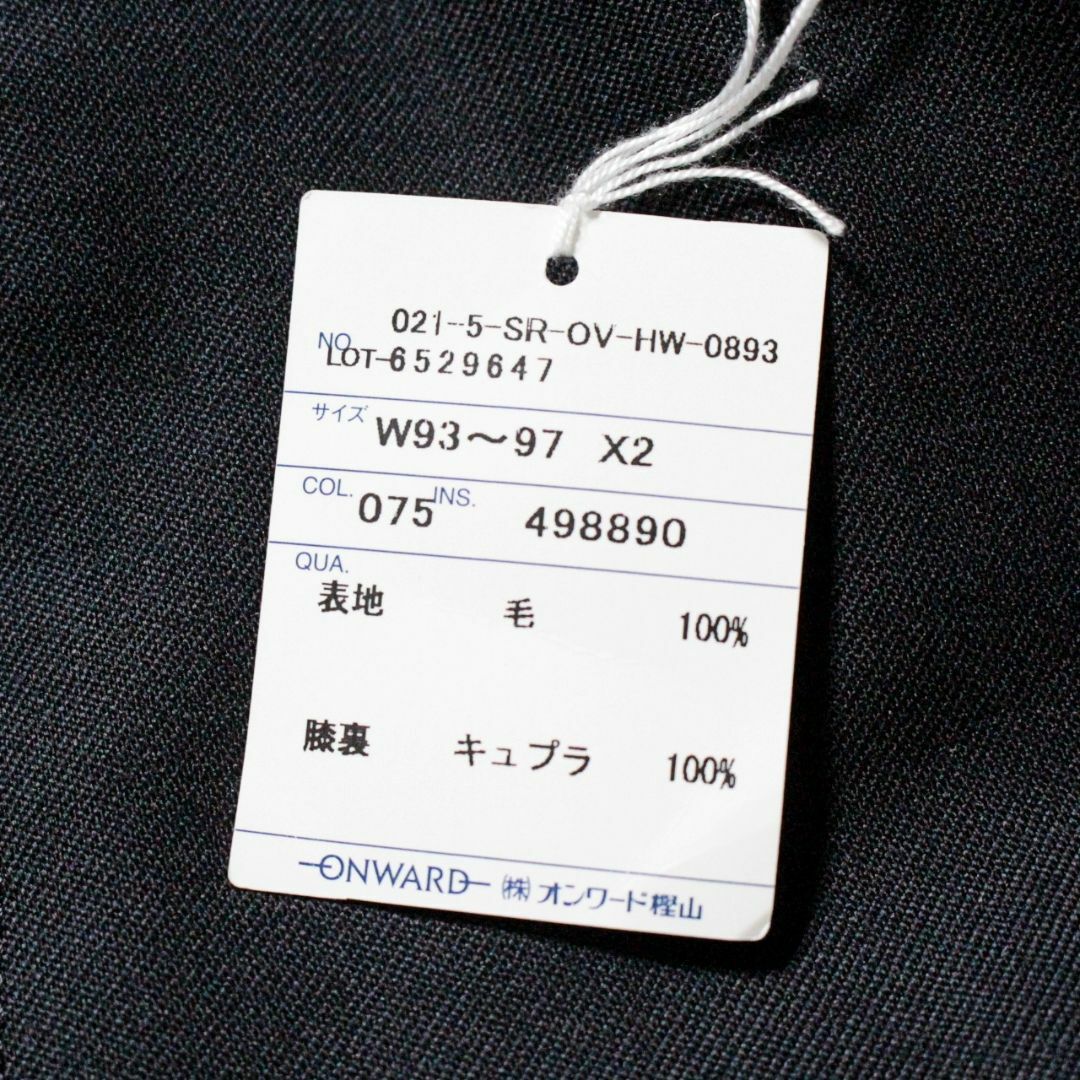 021-5-SR-OV-HW-0893
NO.
LOT-6529647
サイズ W93～97 X2
COL. 075 INS. 498890
QUA.
表地 毛 100%
膝裏 キュプラ 100%
ONWARD ㈱オンワード樫山